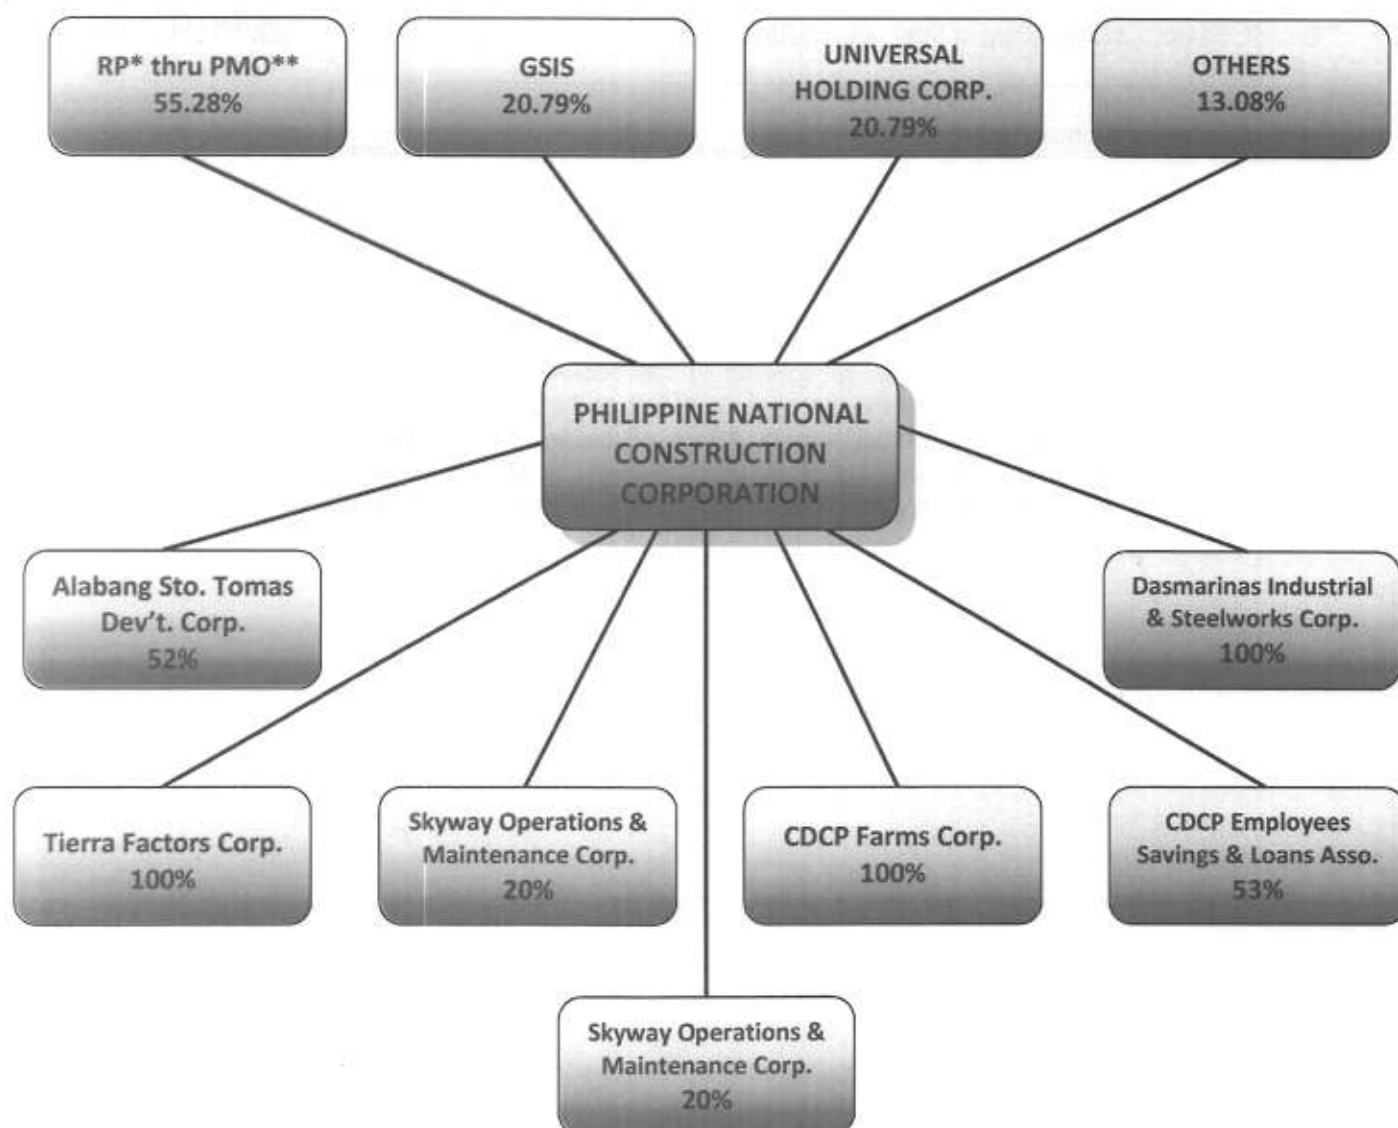 RP* thru PMO**
55.28%
GSIS
20.79%
UNIVERSAL
HOLDING CORP.
20.79%
OTHERS
13.08%
PHILIPPINE NATIONAL
CONSTRUCTION
CORPORATION
Alabang Sto. Tomas
Dev't. Corp.
52%
Dasmarinas Industrial
& Steelworks Corp.
100%
Tierra Factors Corp.
100%
Skyway Operations &
Maintenance Corp.
20%
CDCP Farms Corp.
100%
CDCP Employees
Savings & Loans Asso.
53%
Skyway Operations &
Maintenance Corp.
20%